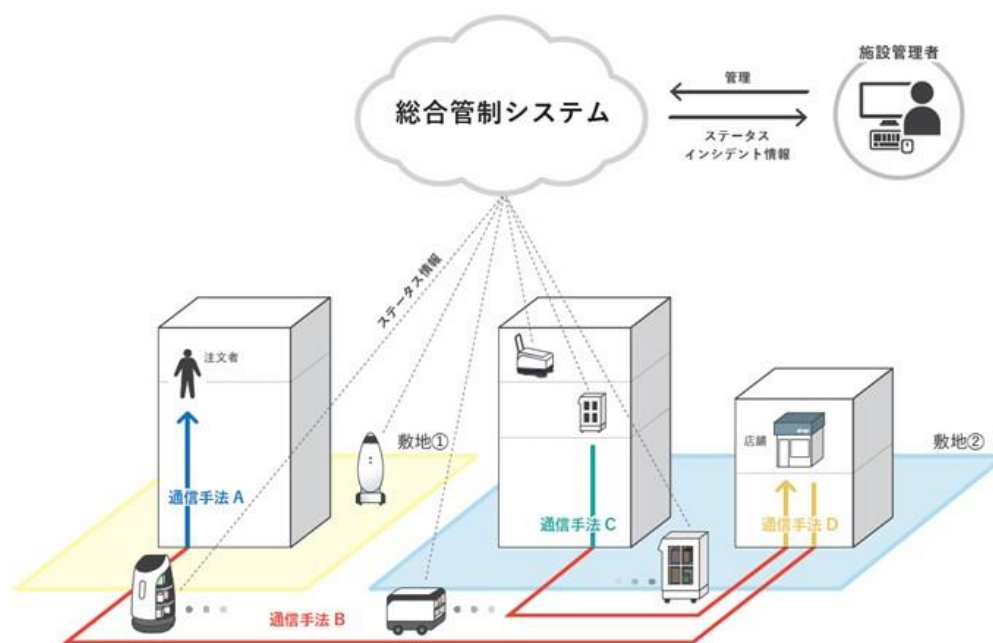 施設管理者
管理
総合管制システム
ステータス
インシデント情報
ステータス情報
注文者
敷地①
店舗
敷地②
通信手法 A
通信手法 C
通信手法 D
通信手法 B